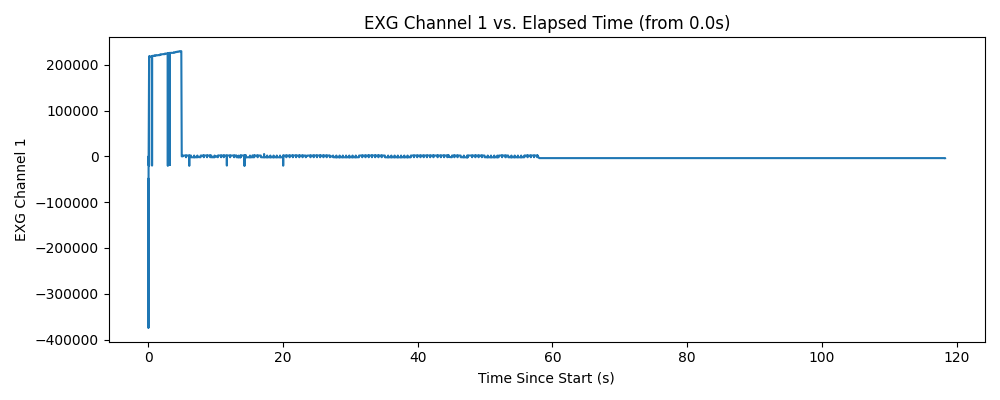 EXG Channel 1 vs. Elapsed Time (from 0.0s)
EXG Channel 1
200000
100000
0
−100000
−200000
−300000
−400000
0 20 40 60 80 100 120
Time Since Start (s)